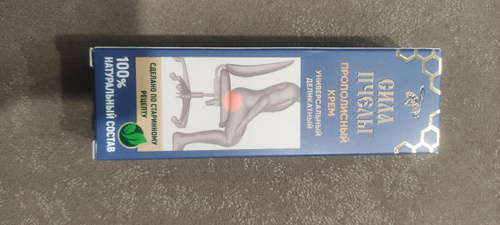 СИЛА
ПЧЕЛЫ
ПРОПОЛИСНЫЙ
КРЕМ
УНИВЕРСАЛЬНЫЙ
ДЕЛИКАТНЫЙ
СДЕЛАНО ПО СТАРИННОМУ
РЕЦЕПТУ
100%
НАТУРАЛЬНЫЙ СОСТАВ